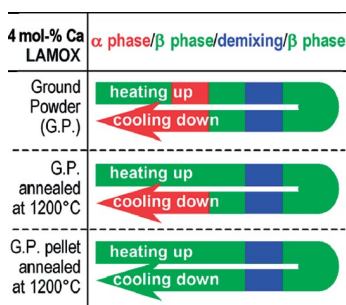 4 mol-% Ca
LAMOX
α phase/β phase/demixing/β phase
Ground
Powder
(G.P.)
heating up
cooling down
G.P.
annealed
at 1200°C
heating up
cooling down
G.P. pellet
annealed
at 1200°C
heating up
cooling down